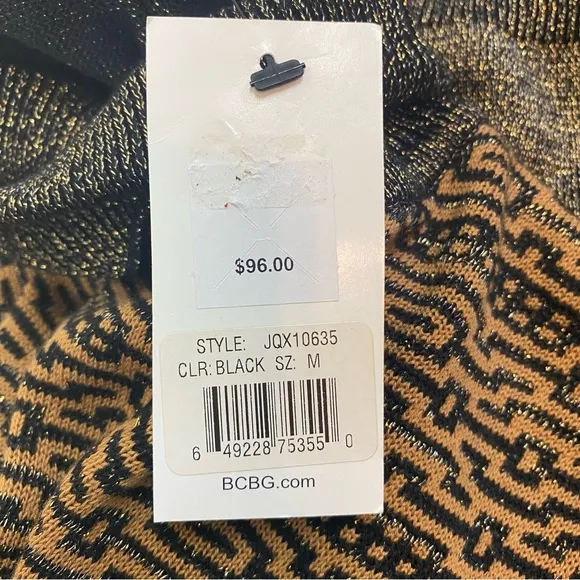 $96.00
STYLE: JQX10635
CLR: BLACK SZ: M
6 49228 75355 0
BCBG.com